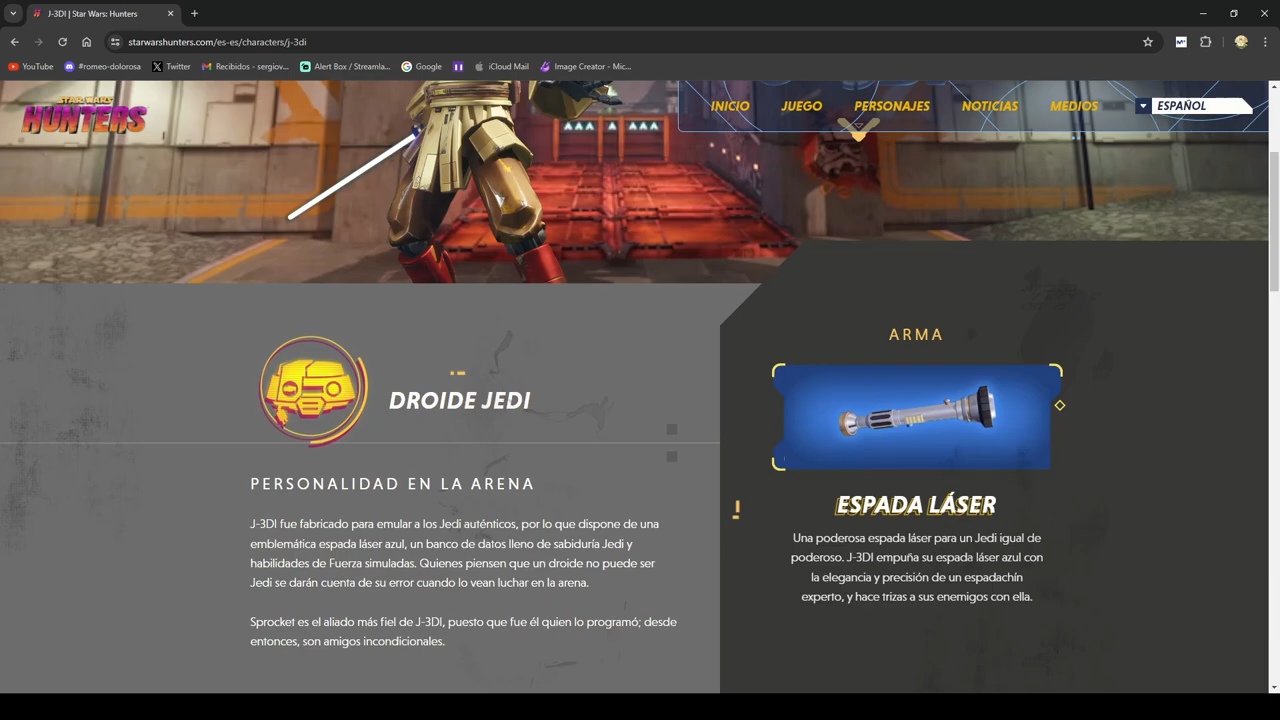 J-3DI | Star Wars: Hunters
starwarshunters.com/es-es/characters/j-3di
YouTube
#romeo-dolorosa
Twitter
Recibidos - sergiov...
Alert Box / Streamla...
Google
iCloud Mail
Image Creator - Mic...
STAR WARS
HUNTERS
INICIO
JUEGO
PERSONAJES
NOTICIAS
MEDIOS
ESPAÑOL
DROIDE JEDI
PERSONALIDAD EN LA ARENA
J-3DI fue fabricado para emular a los Jedi auténticos, por lo que dispone de una
emblemática espada láser azul, un banco de datos lleno de sabiduría Jedi y
habilidades de Fuerza simuladas. Quienes piensen que un droide no puede ser
Jedi se darán cuenta de su error cuando lo vean luchar en la arena.
Sprocket es el aliado más fiel de J-3DI, puesto que fue él quien lo programó; desde
entonces, son amigos incondicionales.
ARMA
ESPADA LÁSER
Una poderosa espada láser para un Jedi igual de
poderoso. J-3DI empuña su espada láser azul con
la elegancia y precisión de un espadachín
experto, y hace trizas a sus enemigos con ella.